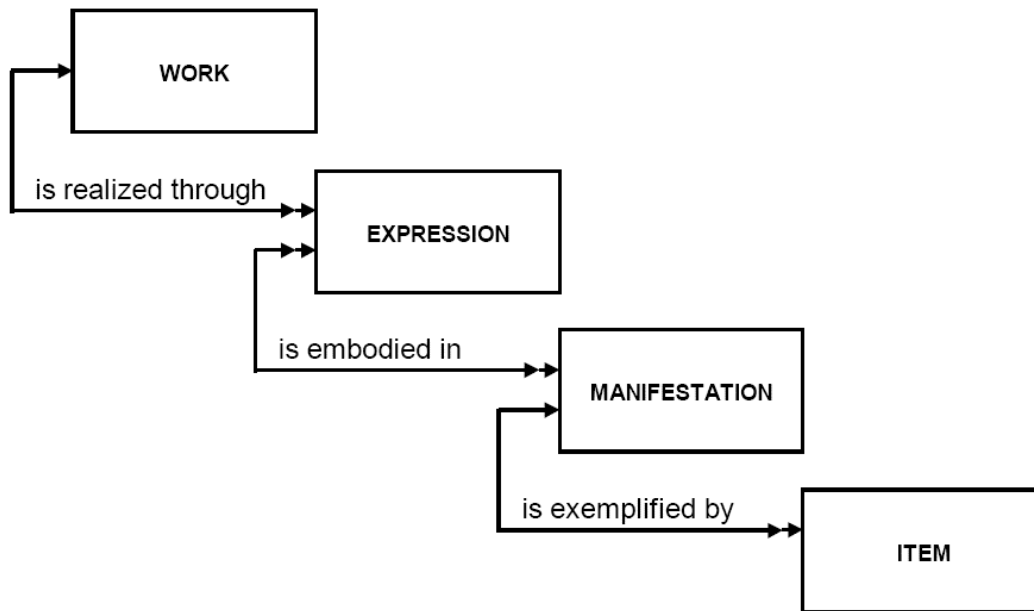 WORK
is realized through
EXPRESSION
is embodied in
MANIFESTATION
is exemplified by
ITEM